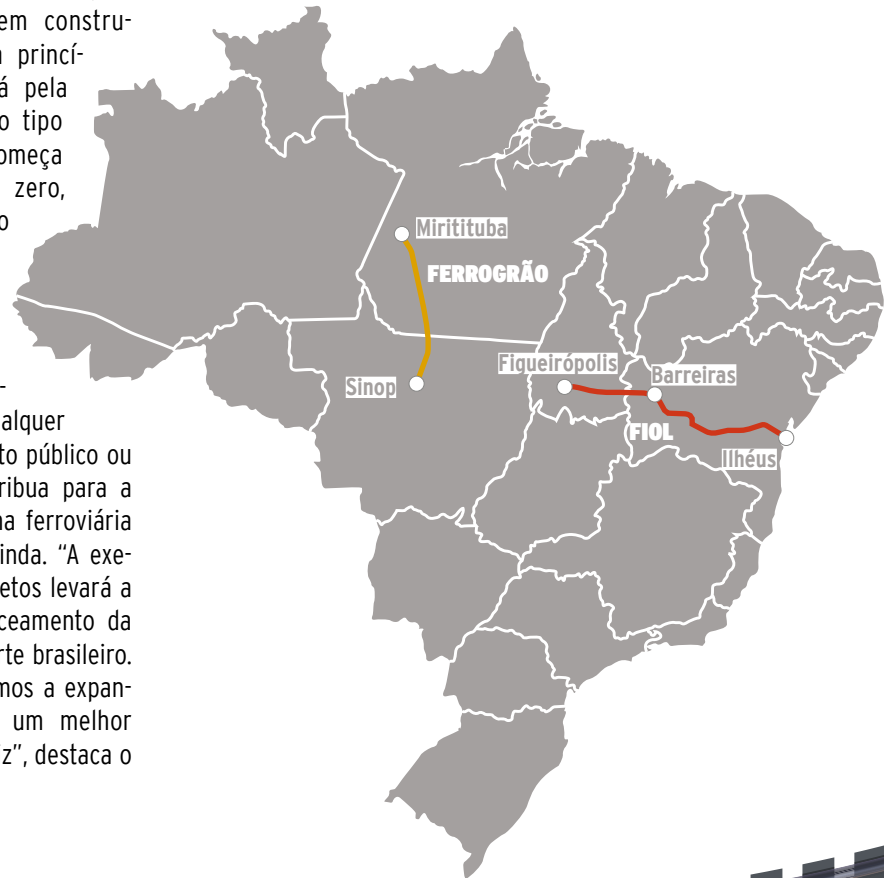 em constru-
princí-
á pela
o tipo
omeça
zero,
o
alquer
to público ou
ribua para a
na ferroviária
inda. “A exe-
etos levará a
ceamento da
rte brasileiro.
mos a expan-
um melhor
z”, destaca o
Miritituba
FERROGRÃO
Sinop
Figueirópolis
Barreiras
FIOL
Ilhéus